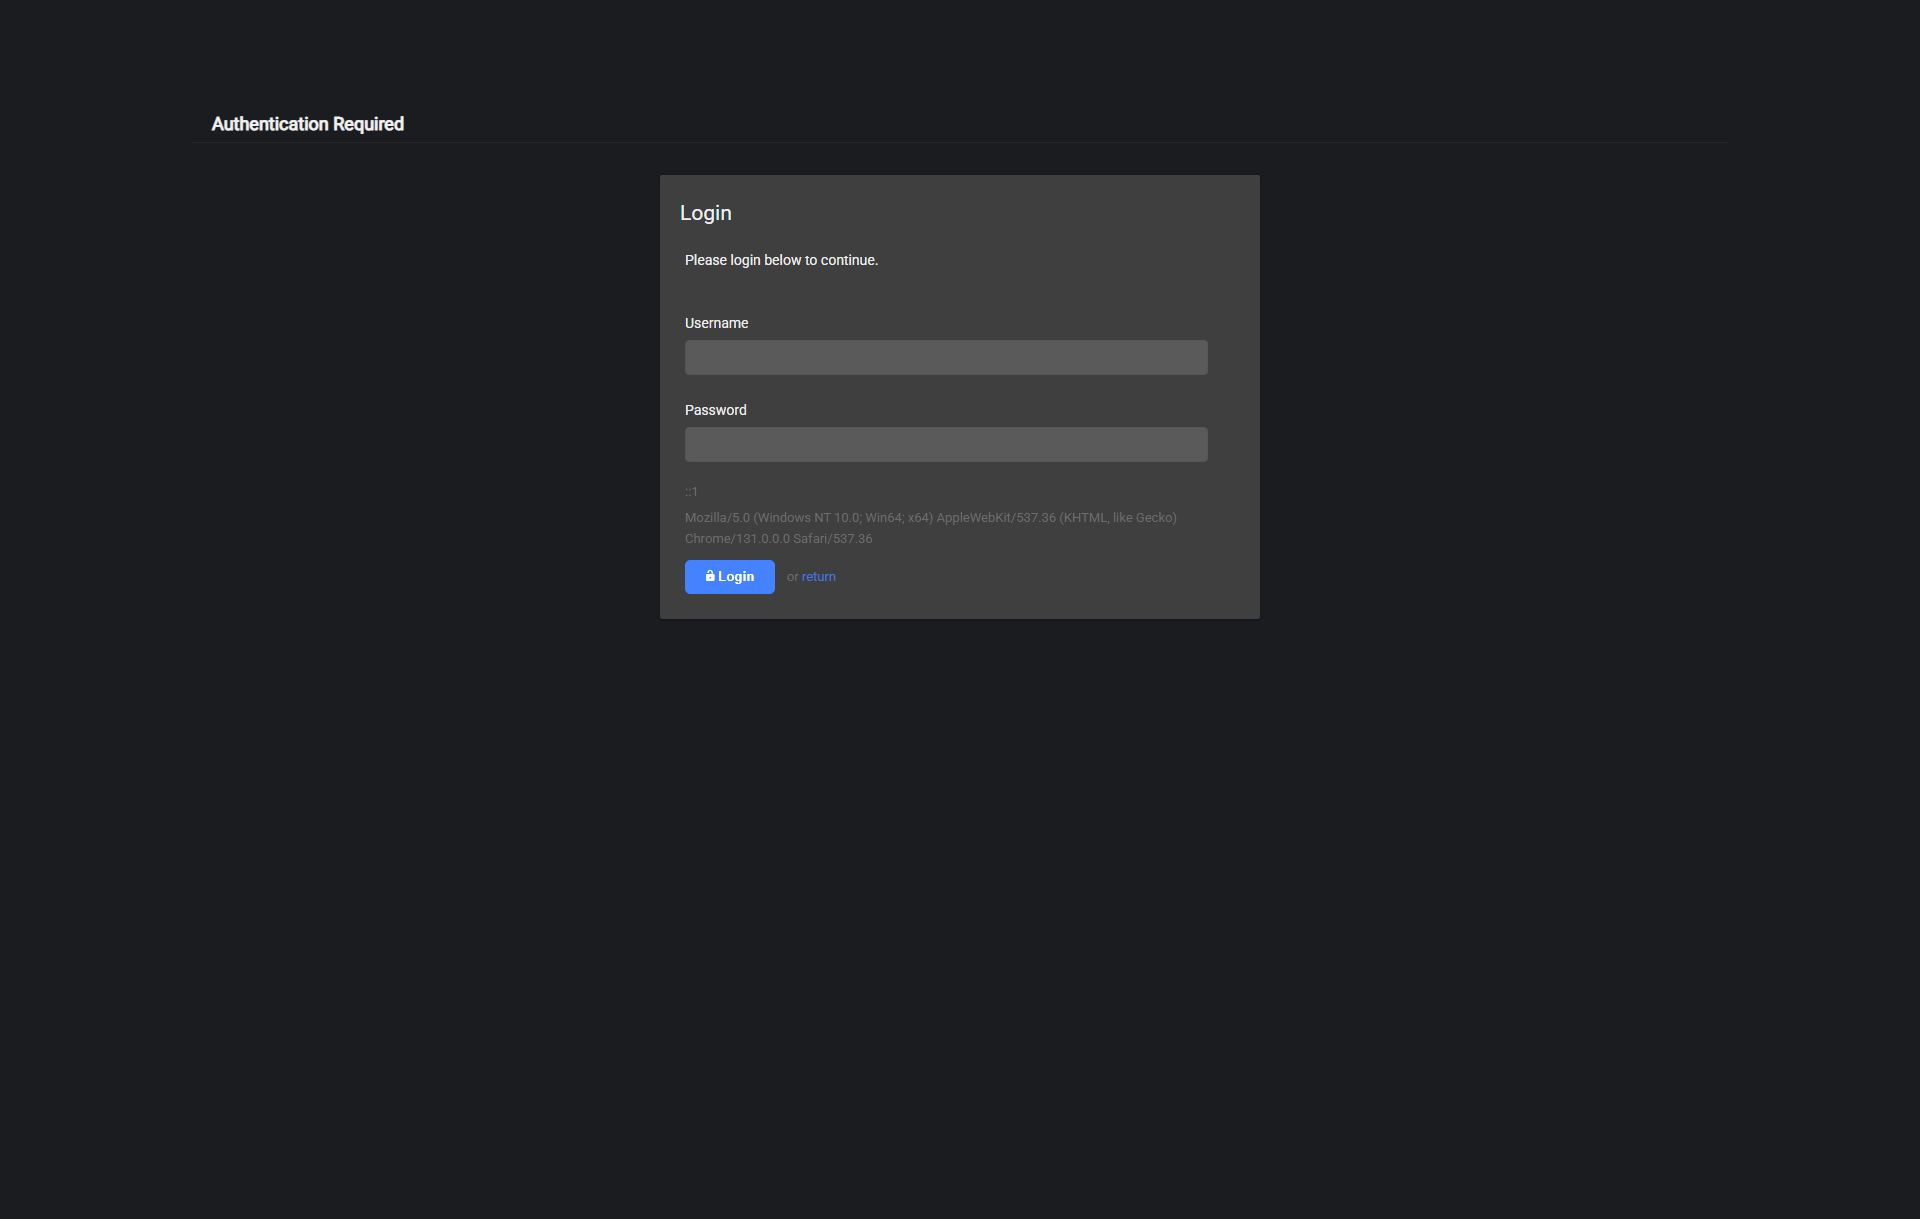 Authentication Required
Login
Please login below to continue.
Username
Password
::1
Mozilla/5.0 (Windows NT 10.0; Win64; x64) AppleWebKit/537.36 (KHTML, like Gecko)
Chrome/131.0.0.0 Safari/537.36
Login or return